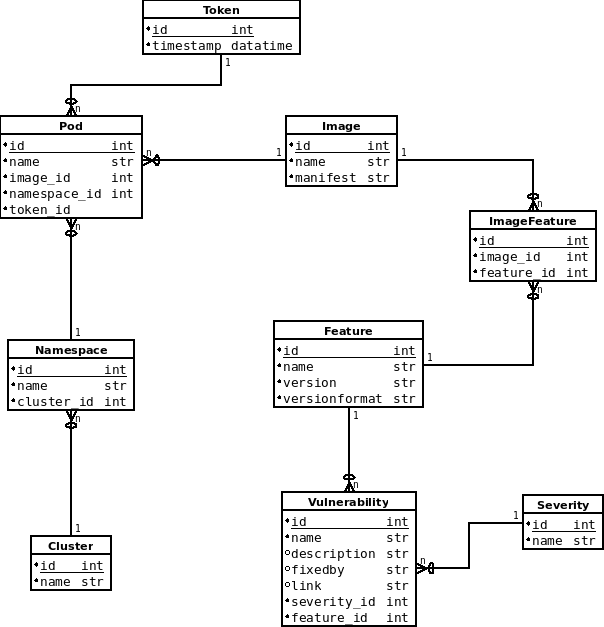 Token
id int
timestamp datatime
1
n
Pod
id int
name str
image_id int
namespace_id int
token_id
n
1
Image
id int
name str
manifest str
1
n
ImageFeature
id int
image_id int
feature_id int
n
n
1
Namespace
id int
name str
cluster_id int
n
1
Cluster
id int
name str
Feature
id int
name str
version str
versionformat str
1
1
n
Vulnerability
id int
name str
description str
fixedby str
link str
severity_id int
feature_id int
n
1
Severity
id int
name str